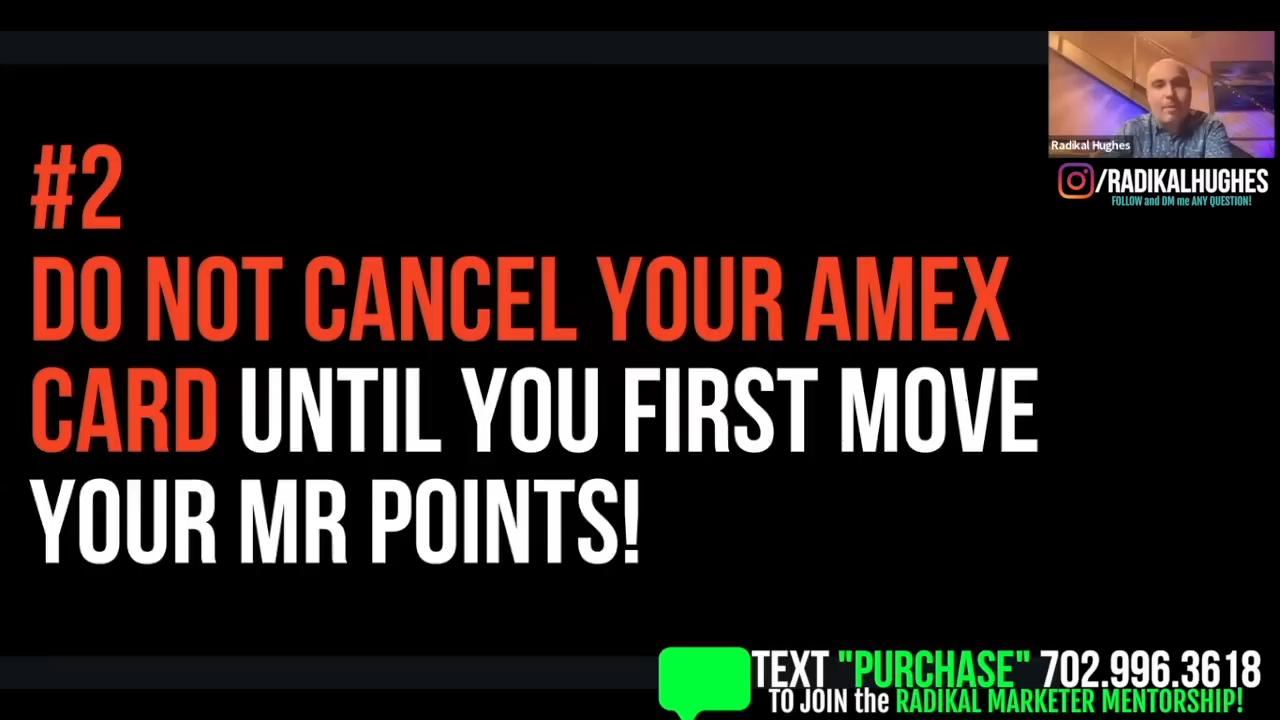 #2
DO NOT CANCEL YOUR AMEX
CARD UNTIL YOU FIRST MOVE
YOUR MR POINTS!
Radikal Hughes
/RADIKALHUGHES
FOLLOW and DM me ANY QUESTION!
TEXT "PURCHASE" 702.996.3618
TO JOIN the RADIKAL MARKETER MENTORSHIP!